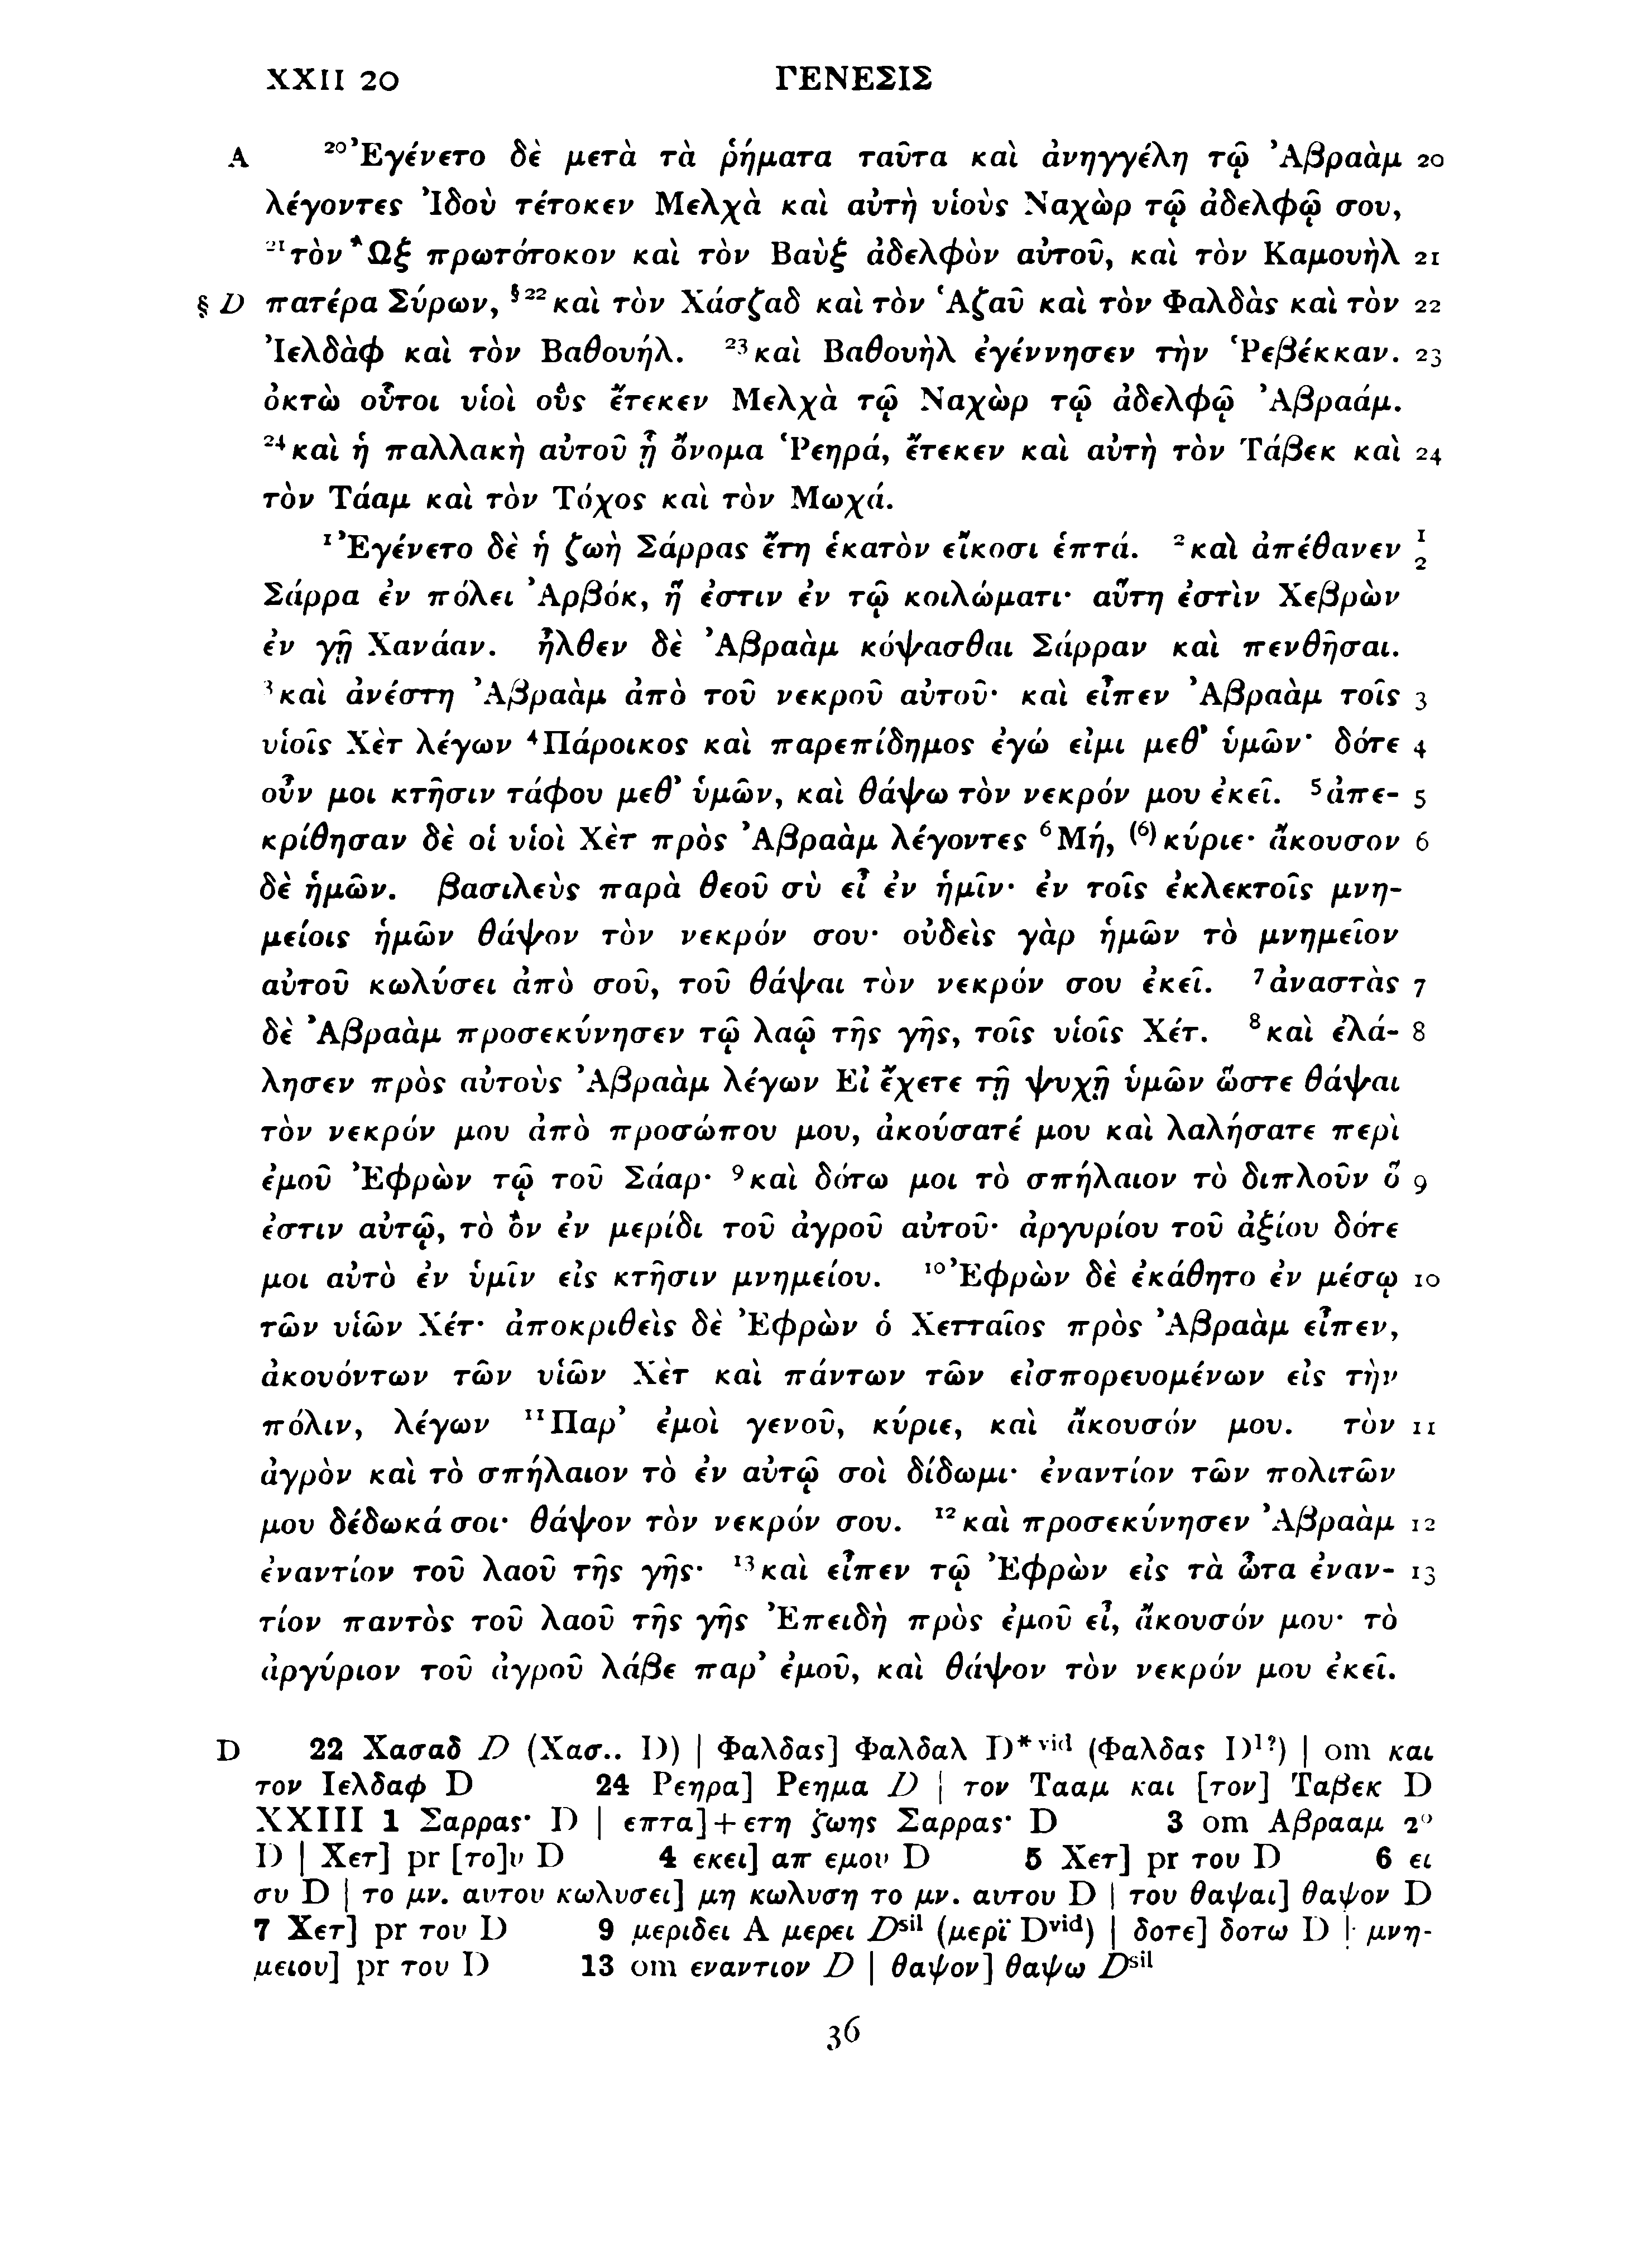 XXII 20 ΓΕΝΕΣΙΣ
A ²⁰Ἐγένετο δὲ μετὰ τὰ ῥήματα ταῦτα καὶ ἀνηγγέλη τῷ Ἀβραὰμ 20
λέγοντες Ἰδοὺ τέτοκεν Μελχὰ καὶ αὐτὴ υἱοὺς Ναχὼρ τῷ ἀδελφῷ σου,
²¹τὸν Ὢξ πρωτότοκον καὶ τὸν Βαὺξ ἀδελφὸν αὐτοῦ, καὶ τὸν Καμουὴλ 21
§ D πατέρα Σύρων, §²²καὶ τὸν Χάσζαδ καὶ τὸν Ἁζαῦ καὶ τὸν Φαλδὰς καὶ τὸν 22
Ἰελδὰφ καὶ τὸν Βαθουήλ. ²³καὶ Βαθουὴλ ἐγέννησεν τὴν Ῥεβέκκαν. 23
ὀκτὼ οὗτοι υἱοὶ οὓς ἔτεκεν Μελχὰ τῷ Ναχὼρ τῷ ἀδελφῷ Ἀβραάμ.
²⁴καὶ ἡ παλλακὴ αὐτοῦ ᾗ ὄνομα Ῥεηρά, ἔτεκεν καὶ αὐτὴ τὸν Τάβεκ καὶ 24
τὸν Τάαμ καὶ τὸν Τόχος καὶ τὸν Μωχά.
¹Ἐγένετο δὲ ἡ ζωὴ Σάρρας ἔτη ἑκατὸν εἴκοσι ἑπτά. ²καὶ ἀπέθανεν 1 2
Σάρρα ἐν πόλει Ἀρβόκ, ἥ ἐστιν ἐν τῷ κοιλώματι· αὕτη ἐστὶν Χεβρὼν
ἐν γῇ Χανάαν. ἦλθεν δὲ Ἀβραὰμ κόψασθαι Σάρραν καὶ πενθῆσαι.
³καὶ ἀνέστη Ἀβραὰμ ἀπὸ τοῦ νεκροῦ αὐτοῦ· καὶ εἶπεν Ἀβραὰμ τοῖς 3
υἱοῖς Χὲτ λέγων ⁴Πάροικος καὶ παρεπίδημος ἐγώ εἰμι μεθ’ ὑμῶν· δότε 4
οὖν μοι κτῆσιν τάφου μεθ’ ὑμῶν, καὶ θάψω τὸν νεκρόν μου ἐκεῖ. ⁵ἀπε- 5
κρίθησαν δὲ οἱ υἱοὶ Χὲτ πρὸς Ἀβραὰμ λέγοντες ⁶Μή, ⁽⁶⁾κύριε· ἄκουσον 6
δὲ ἡμῶν. βασιλεὺς παρὰ θεοῦ σὺ εἶ ἐν ἡμῖν· ἐν τοῖς ἐκλεκτοῖς μνη-
μείοις ἡμῶν θάψον τὸν νεκρόν σου· οὐδεὶς γὰρ ἡμῶν τὸ μνημεῖον
αὐτοῦ κωλύσει ἀπὸ σοῦ, τοῦ θάψαι τὸν νεκρόν σου ἐκεῖ. ⁷ἀναστὰς 7
δὲ Ἀβραὰμ προσεκύνησεν τῷ λαῷ τῆς γῆς, τοῖς υἱοῖς Χέτ. ⁸καὶ ἐλά- 8
λησεν πρὸς αὐτοὺς Ἀβραὰμ λέγων Εἰ ἔχετε τῇ ψυχῇ ὑμῶν ὥστε θάψαι
τὸν νεκρόν μου ἀπὸ προσώπου μου, ἀκούσατέ μου καὶ λαλήσατε περὶ
ἐμοῦ Ἐφρὼν τῷ τοῦ Σάαρ· ⁹καὶ δότω μοι τὸ σπήλαιον τὸ διπλοῦν ὅ 9
ἐστιν αὐτῷ, τὸ ὂν ἐν μερίδι τοῦ ἀγροῦ αὐτοῦ· ἀργυρίου τοῦ ἀξίου δότε
μοι αὐτὸ ἐν ὑμῖν εἰς κτῆσιν μνημείου. ¹⁰Ἐφρὼν δὲ ἐκάθητο ἐν μέσῳ 10
τῶν υἱῶν Χέτ· ἀποκριθεὶς δὲ Ἐφρὼν ὁ Χετταῖος πρὸς Ἀβραὰμ εἶπεν,
ἀκουόντων τῶν υἱῶν Χὲτ καὶ πάντων τῶν εἰσπορευομένων εἰς τὴν
πόλιν, λέγων ¹¹Παρ’ ἐμοὶ γενοῦ, κύριε, καὶ ἄκουσόν μου. τὸν 11
ἀγρὸν καὶ τὸ σπήλαιον τὸ ἐν αὐτῷ σοὶ δίδωμι· ἐναντίον τῶν πολιτῶν
μου δέδωκά σοι· θάψον τὸν νεκρόν σου. ¹²καὶ προσεκύνησεν Ἀβραὰμ 12
ἐναντίον τοῦ λαοῦ τῆς γῆς· ¹³καὶ εἶπεν τῷ Ἐφρὼν εἰς τὰ ὦτα ἐναν- 13
τίον παντὸς τοῦ λαοῦ τῆς γῆς Ἐπειδὴ πρὸς ἐμοῦ εἶ, ἄκουσόν μου· τὸ
ἀργύριον τοῦ ἀγροῦ λάβε παρ’ ἐμοῦ, καὶ θάψον τὸν νεκρόν μου ἐκεῖ.
D 22 Χασαδ D (Χασ.. D) | Φαλδας] Φαλδαλ D*ᵛⁱᵈ (Φαλδας D¹ˀ) | om και
τον Ιελδαφ D 24 Ρεηρα] Ρεημα D | τον Τααμ και [τον] Ταβεκ D
XXIII 1 Σαρρας· D | επτα]+ετη ζωης Σαρρας· D 3 om Αβρααμ 2º
D | Χετ] pr [το]υ D 4 εκει] απ εμου D 5 Χετ] pr του D 6 ει
συ D | το μν. αυτου κωλυσει] μη κωλυση το μν. αυτου D | του θαψαι] θαψον D
7 Χετ] pr του D 9 μεριδει A μερει Dˢⁱˡ (μερϊ Dᵛⁱᵈ) | δοτε] δοτω D | μνη-
μειου] pr του D 13 om εναντιον D | θαψον] θαψω Dˢⁱˡ
36